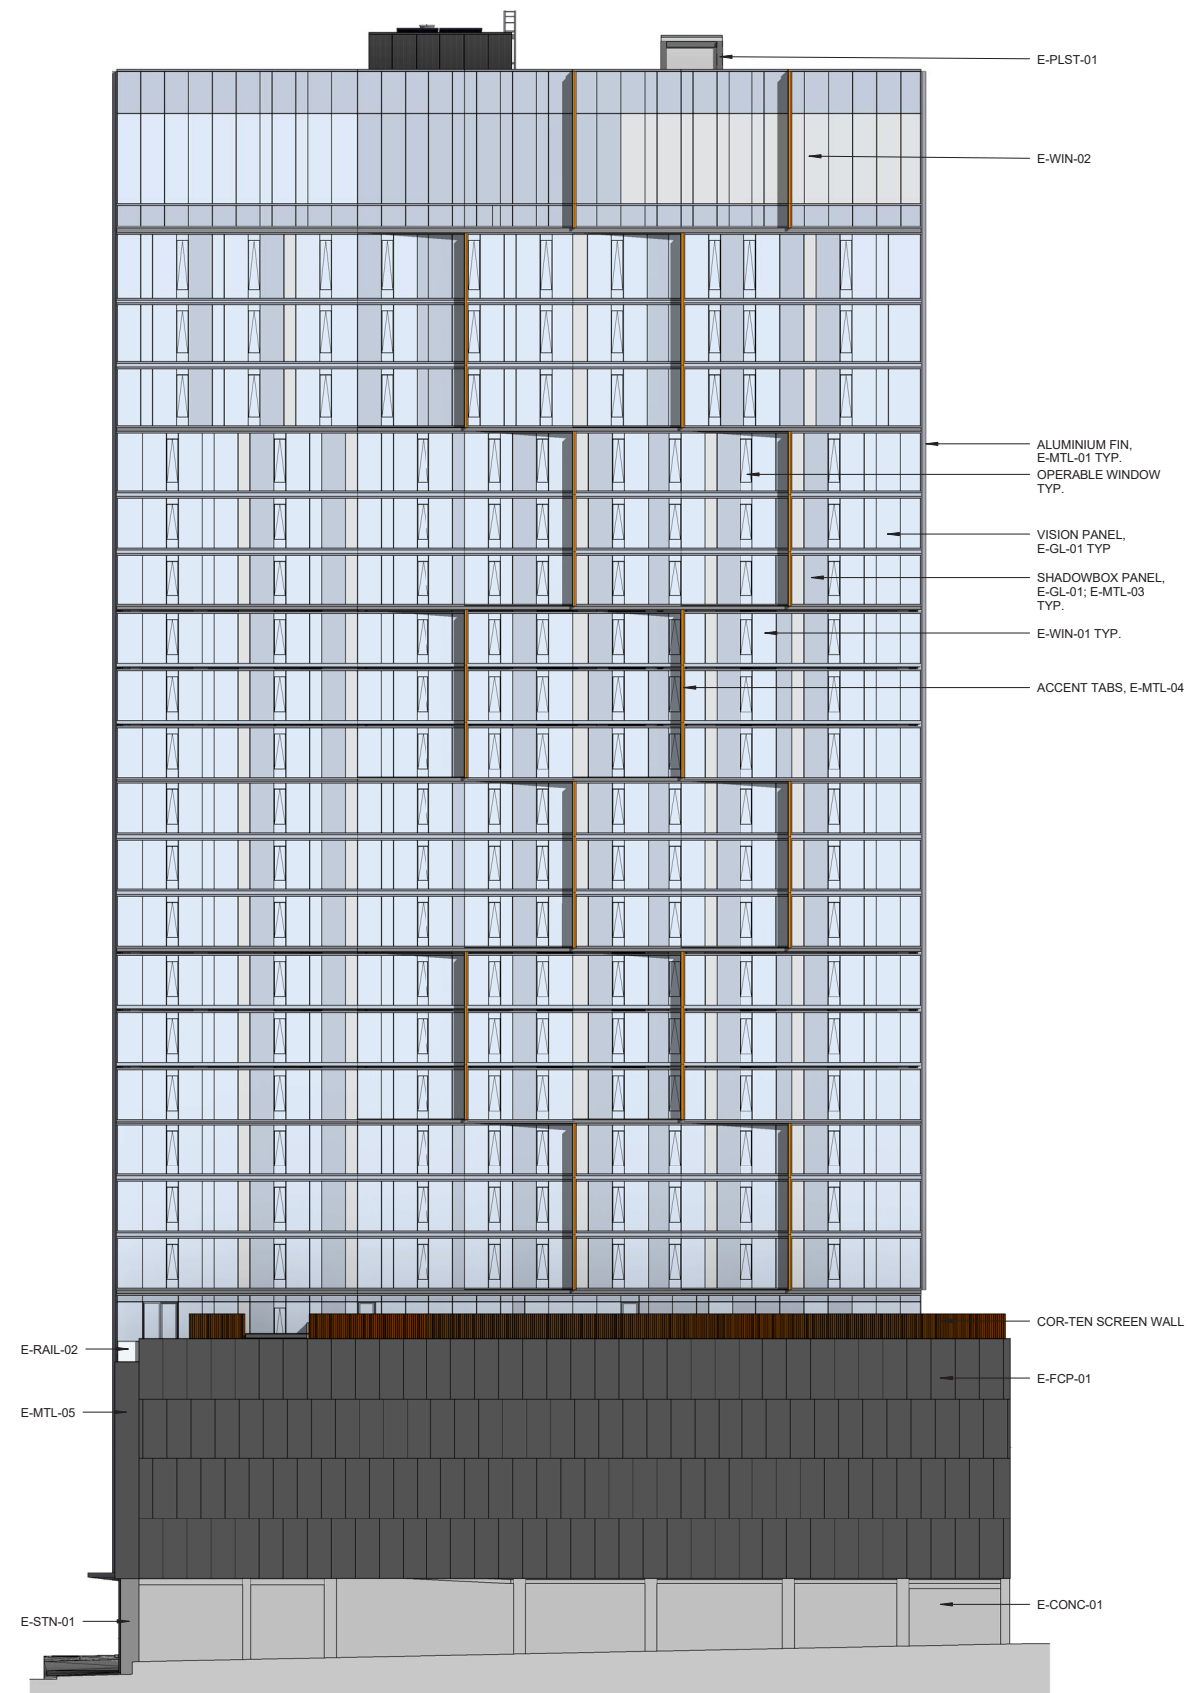 E-PLST-01
E-WIN-02
ALUMINIUM FIN,
E-MTL-01 TYP.
OPERABLE WINDOW
TYP.
VISION PANEL,
E-GL-01 TYP
SHADOWBOX PANEL,
E-GL-01; E-MTL-03
TYP.
E-WIN-01 TYP.
ACCENT TABS, E-MTL-04
COR-TEN SCREEN WALL
E-RAIL-02
E-FCP-01
E-MTL-05
E-CONC-01
E-STN-01